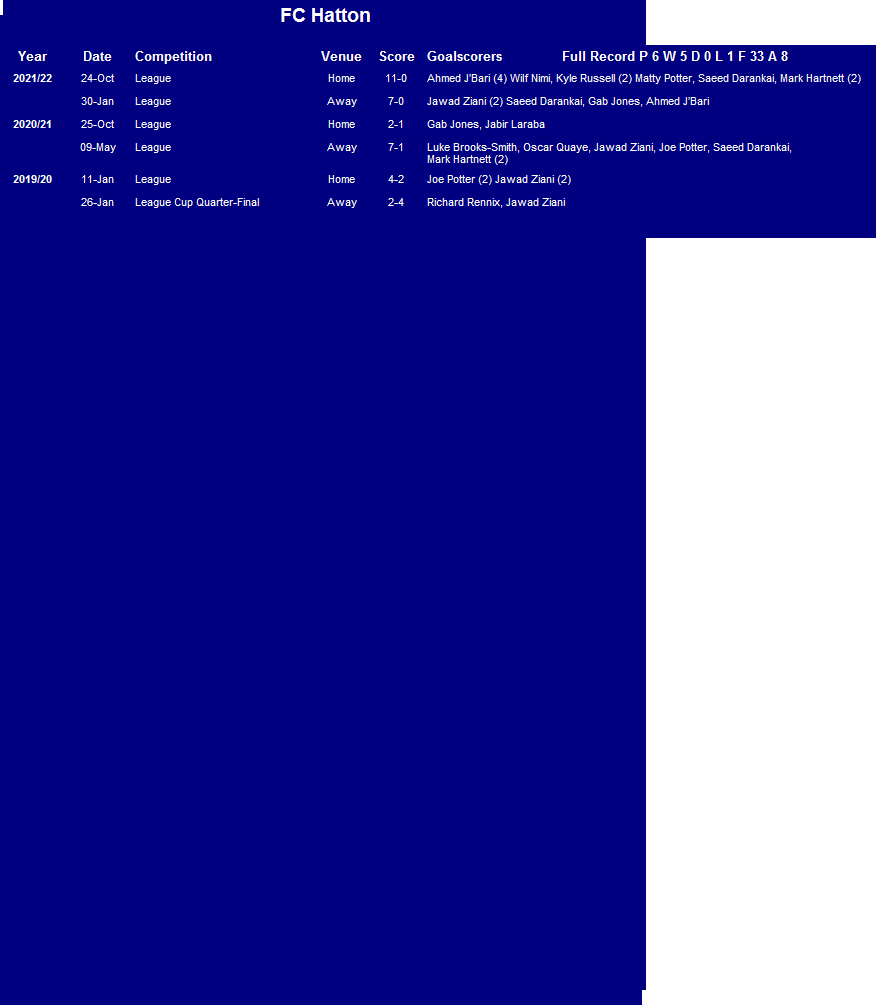 FC Hatton
Year Date Competition Venue Score Goalscorers Full Record P 6 W 5 D 0 L 1 F 33 A 8
2021/22 24-Oct League Home 11-0 Ahmed J'Bari (4) Wilf Nimi, Kyle Russell (2) Matty Potter, Saeed Darankai, Mark Hartnett (2)
30-Jan League Away 7-0 Jawad Ziani (2) Saeed Darankai, Gab Jones, Ahmed J'Bari
2020/21 25-Oct League Home 2-1 Gab Jones, Jabir Laraba
09-May League Away 7-1 Luke Brooks-Smith, Oscar Quaye, Jawad Ziani, Joe Potter, Saeed Darankai,
Mark Hartnett (2)
2019/20 11-Jan League Home 4-2 Joe Potter (2) Jawad Ziani (2)
26-Jan League Cup Quarter-Final Away 2-4 Richard Rennix, Jawad Ziani